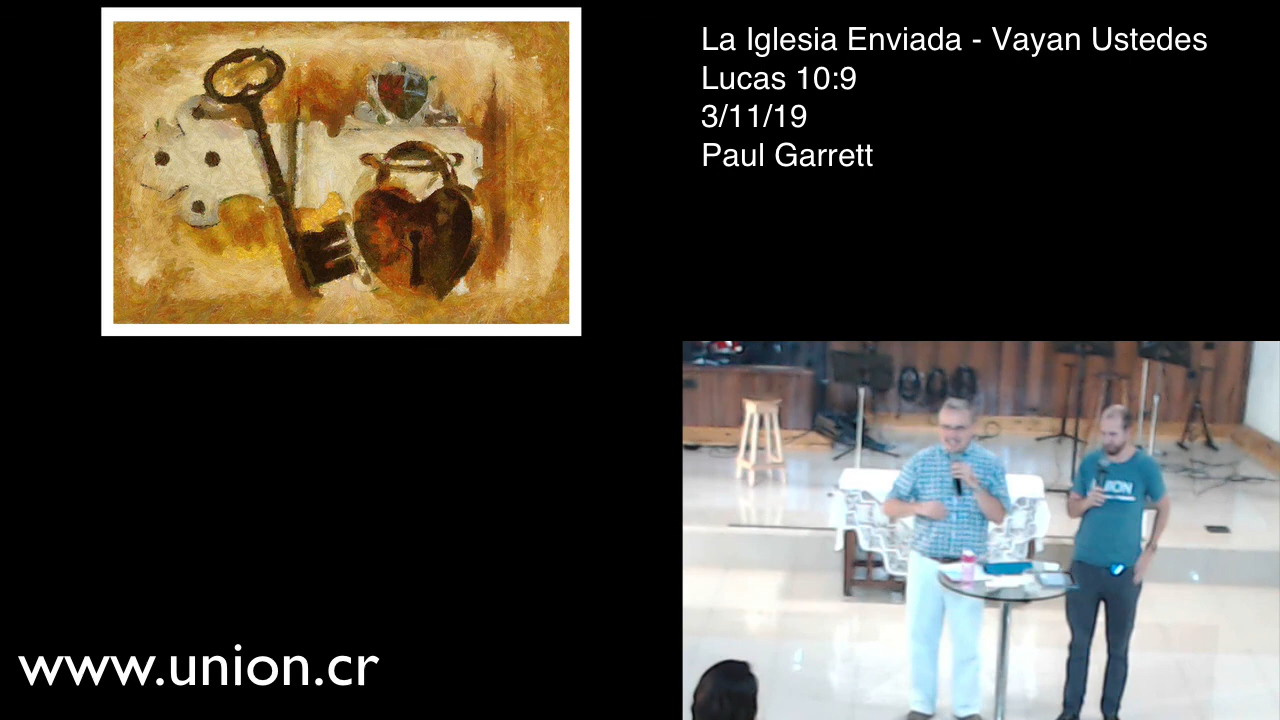 La Iglesia Enviada - Vayan Ustedes
Lucas 10:9
3/11/19
Paul Garrett
www.union.cr